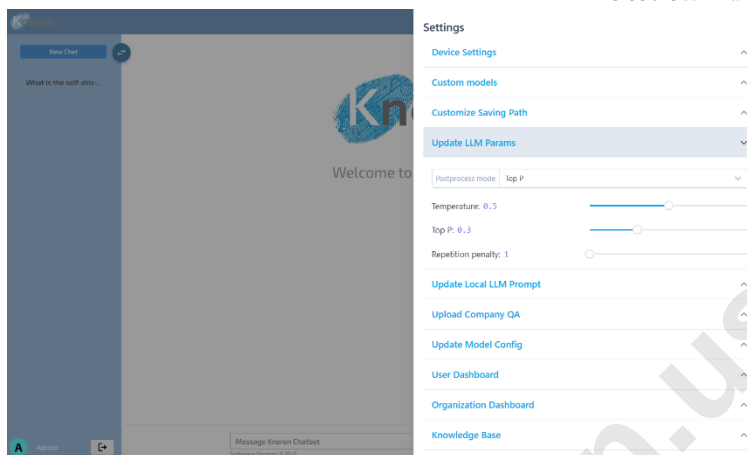 Kneron
Settings
New Chat
Device Settings
What is the self-driv...
Custom models
Customize Saving Path
Kn
Update LLM Params
Welcome to
Postprocess mode Top P
Temperature: 0.5
Top P: 0.3
Repetition penalty: 1
Update Local LLM Prompt
Upload Company QA
Update Model Config
User Dashboard
Organization Dashboard
Knowledge Base
A Admin
Message Kneron Chatbot